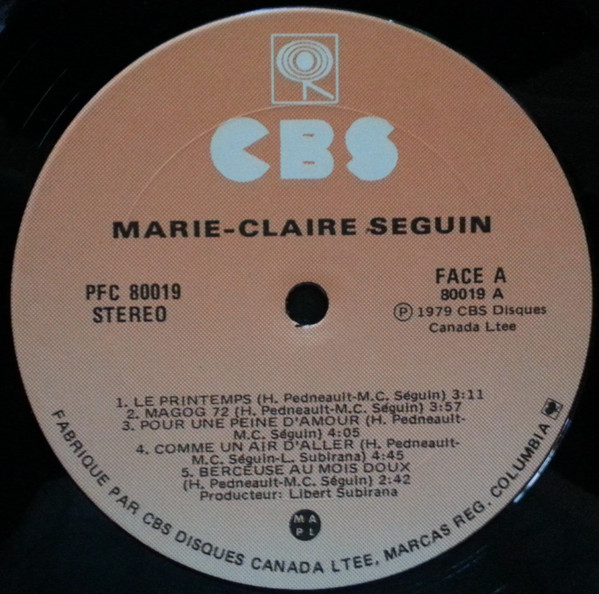 CBS
MARIE-CLAIRE SEGUIN
PFC 80019
STEREO
FACE A
80019 A
Ⓟ 1979 CBS Disques
Canada Ltee
1. LE PRINTEMPS (H. Pedneault-M.C. Séguin) 3:11
2. MAGOG 72 (H. Pedneault-M.C. Séguin) 3:57
3. POUR UNE PEINE D'AMOUR (H. Pedneault-
M.C. Séguin) 4:05
4. COMME UN AIR D'ALLER (H. Pedneault-
M.C. Séguin-L. Subirana) 4:45
5. BERCEUSE AU MOIS DOUX
(H. Pedneault-M.C. Séguin) 2:42
Producteur: Libert Subirana
MA
PL
FABRIQUE PAR CBS DISQUES CANADA LTEE, MARCAS REG. COLUMBIA